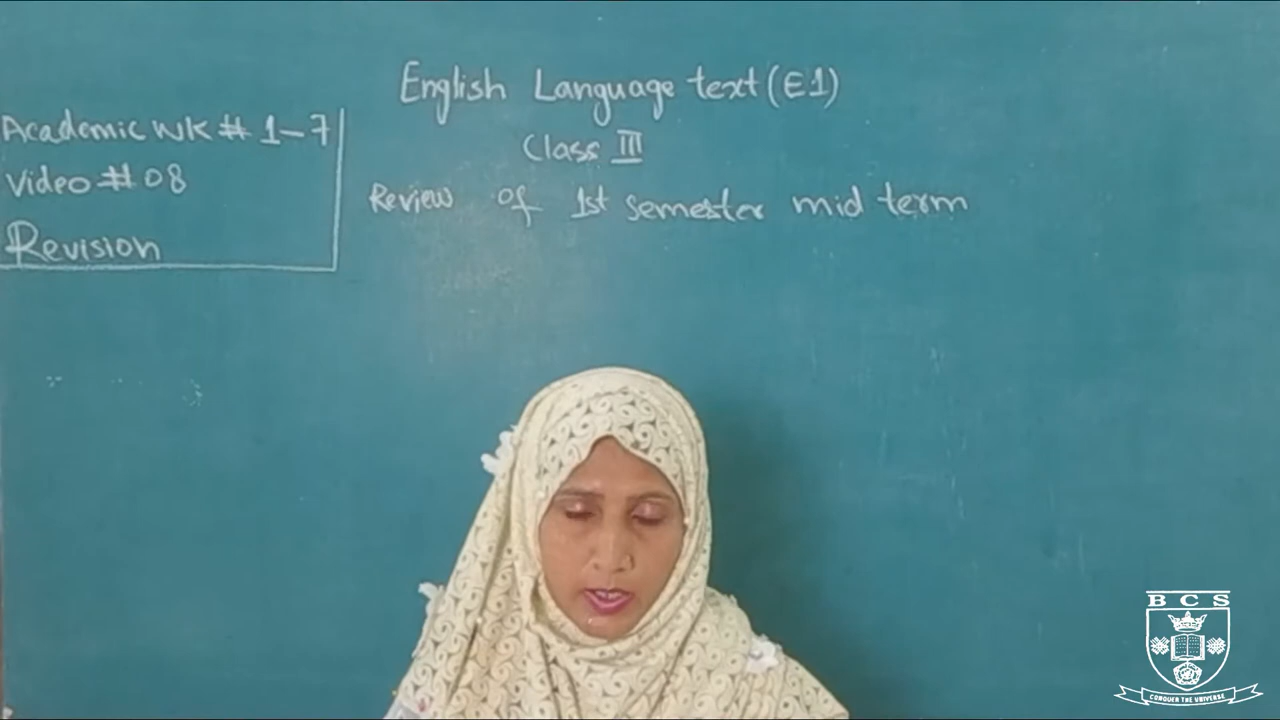 English Language text (E1)
Class III
Review of 1st semester mid term
Academic WK # 1-7
Video # 08
Revision
BCS
CONQUER THE UNIVERSE